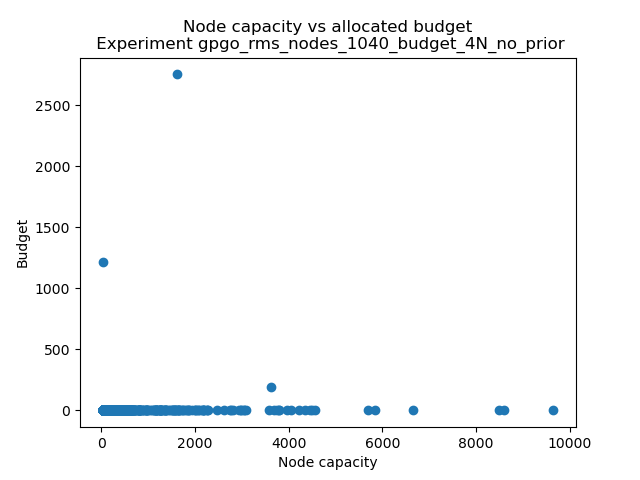 Node capacity vs allocated budget
Experiment gpgo_rms_nodes_1040_budget_4N_no_prior
2500
2000
1500
1000
500
0
Budget
0 2000 4000 6000 8000 10000
Node capacity